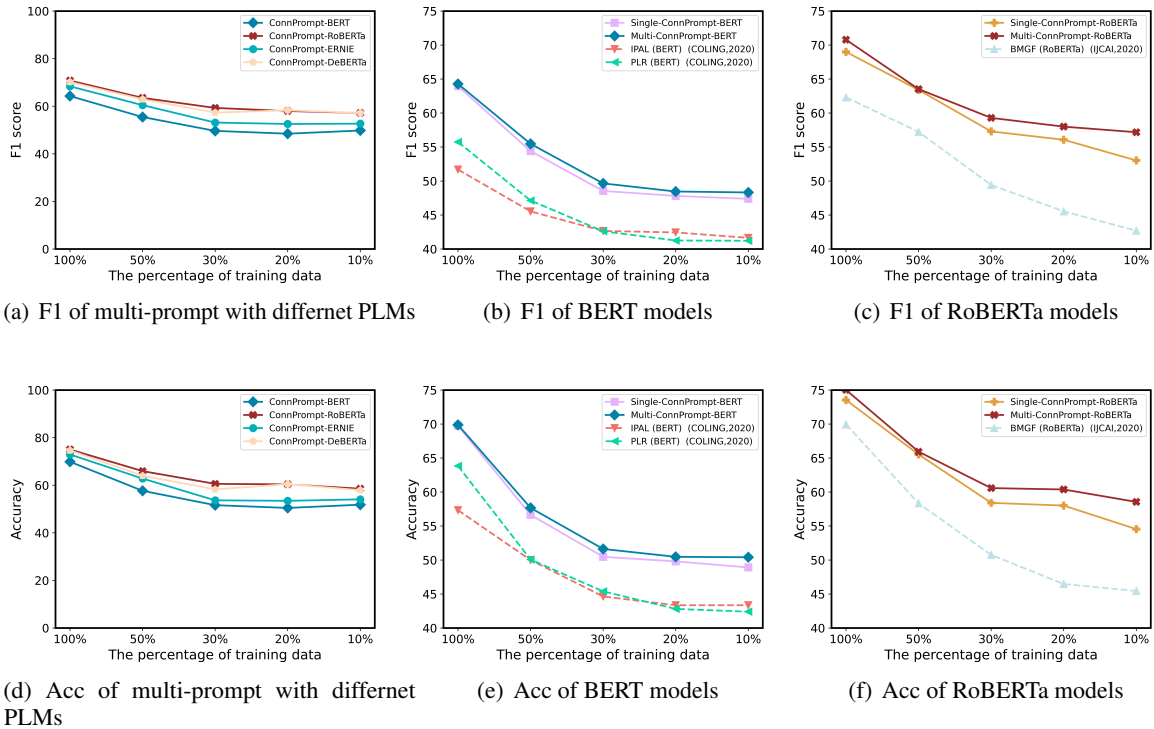 100
80
60
40
20
0
F1 score
100%
50%
30%
20%
10%
The percentage of training data
ConnPrompt-BERT
ConnPrompt-RoBERTa
ConnPrompt-ERNIE
ConnPrompt-DeBERTa
(a) F1 of multi-prompt with differnet PLMs
75
70
65
60
55
50
45
40
F1 score
100%
50%
30%
20%
10%
The percentage of training data
Single-ConnPrompt-BERT
Multi-ConnPrompt-BERT
IPAL (BERT) (COLING,2020)
PLR (BERT) (COLING,2020)
(b) F1 of BERT models
75
70
65
60
55
50
45
40
F1 score
100%
50%
30%
20%
10%
The percentage of training data
Single-ConnPrompt-RoBERTa
Multi-ConnPrompt-RoBERTa
BMGF (RoBERTa) (IJCAI,2020)
(c) F1 of RoBERTa models
100
80
60
40
20
0
Accuracy
100%
50%
30%
20%
10%
The percentage of training data
ConnPrompt-BERT
ConnPrompt-RoBERTa
ConnPrompt-ERNIE
ConnPrompt-DeBERTa
(d) Acc of multi-prompt with differnet
PLMs
75
70
65
60
55
50
45
40
Accuracy
100%
50%
30%
20%
10%
The percentage of training data
Single-ConnPrompt-BERT
Multi-ConnPrompt-BERT
IPAL (BERT) (COLING,2020)
PLR (BERT) (COLING,2020)
(e) Acc of BERT models
75
70
65
60
55
50
45
40
Accuracy
100%
50%
30%
20%
10%
The percentage of training data
Single-ConnPrompt-RoBERTa
Multi-ConnPrompt-RoBERTa
BMGF (RoBERTa) (IJCAI,2020)
(f) Acc of RoBERTa models